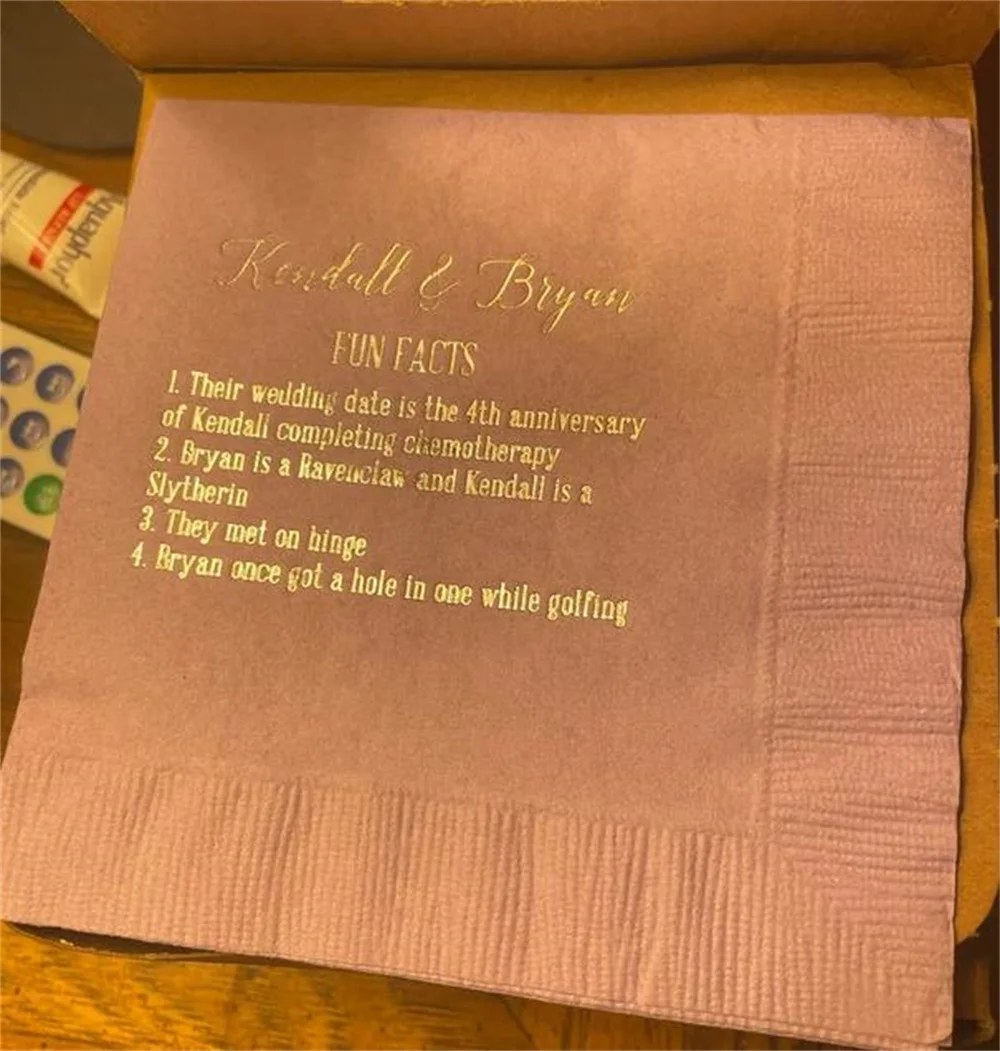 Kendall & Bryan
FUN FACTS
1. Their wedding date is the 4th anniversary
of Kendall completing chemotherapy
2. Bryan is a Ravenclaw and Kendall is a
Slytherin
3. They met on hinge
4. Bryan once got a hole in one while golfing
Aquaphor